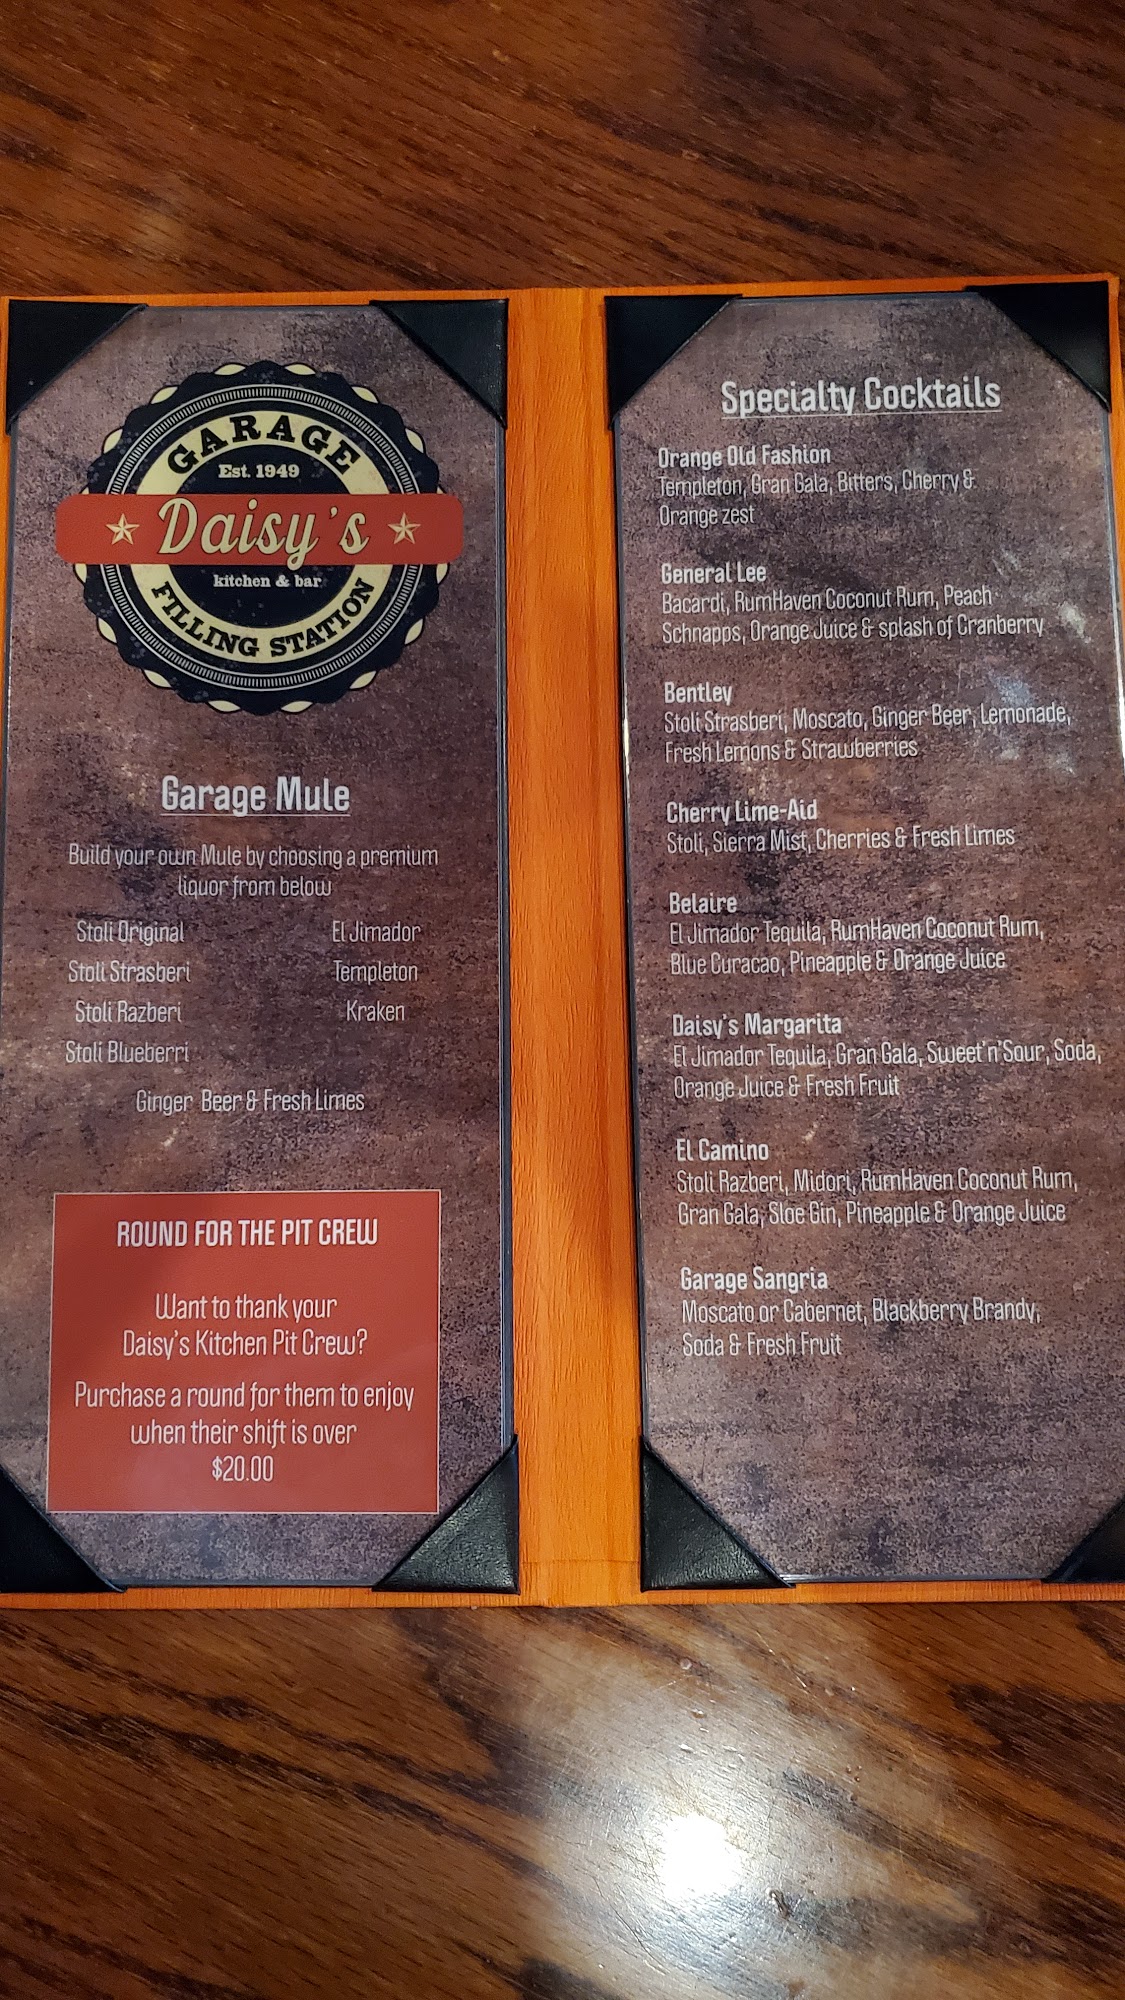 GARAGE
Est. 1949
Daisy's
kitchen & bar
FILLING STATION
Garage Mule
Build your own Mule by choosing a premium
liquor from below
Stoli Original
Stoli Strasberi
Stoli Razberi
Stoli Blueberri
El Jimador
Templeton
Kraken
Ginger Beer & Fresh Limes
ROUND FOR THE PIT CREW
Want to thank your
Daisy's Kitchen Pit Crew?
Purchase a round for them to enjoy
when their shift is over
$20.00
Specialty Cocktails
Orange Old Fashion
Templeton, Gran Gala, Bitters, Cherry &
Orange zest
General Lee
Bacardi, RumHaven Coconut Rum, Peach
Schnapps, Orange Juice & splash of Cranberry
Bentley
Stoli Strasberi, Moscato, Ginger Beer, Lemonade,
Fresh Lemons & Strawberries
Cherry Lime-Aid
Stoli, Sierra Mist, Cherries & Fresh Limes
Belaire
El Jimador Tequila, RumHaven Coconut Rum,
Blue Curacao, Pineapple & Orange Juice
Daisy's Margarita
El Jimador Tequila, Gran Gala, Sweet'n'Sour, Soda,
Orange Juice & Fresh Fruit
El Camino
Stoli Razberi, Midori, RumHaven Coconut Rum,
Gran Gala, Sloe Gin, Pineapple & Orange Juice
Garage Sangria
Moscato or Cabernet, Blackberry Brandy,
Soda & Fresh Fruit